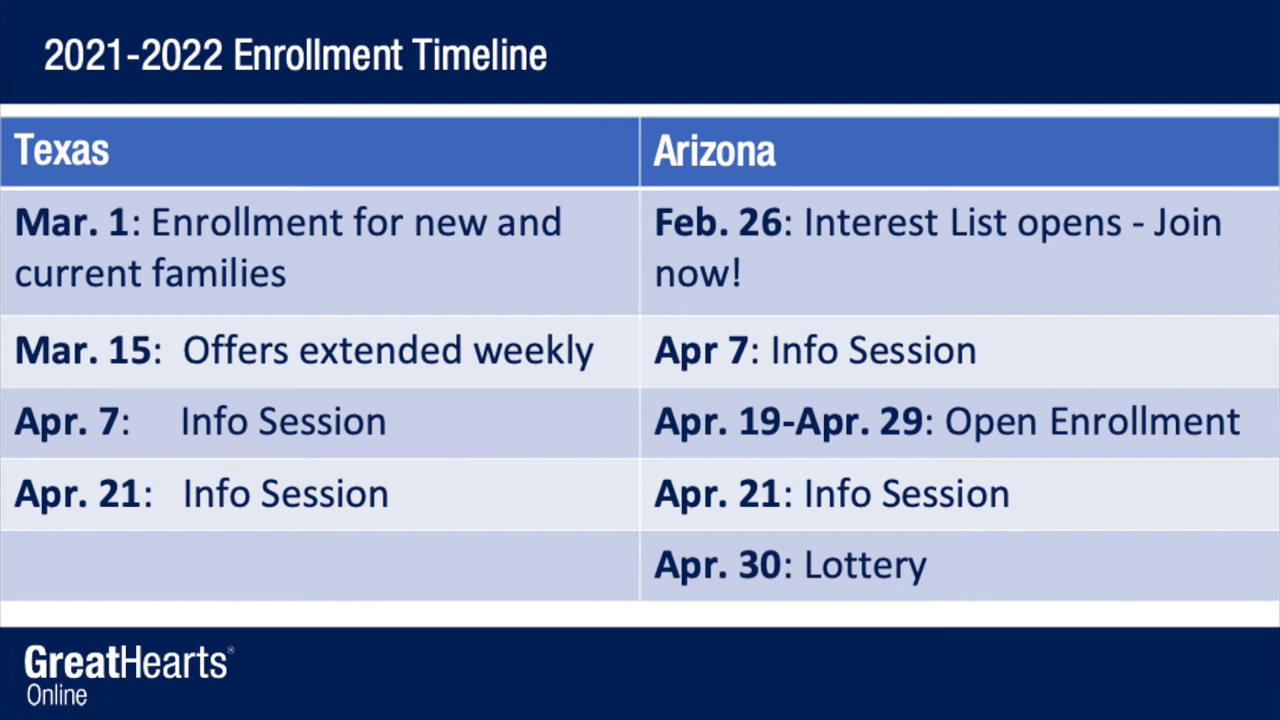 2021-2022 Enrollment Timeline
Texas
Arizona
Mar. 1: Enrollment for new and
current families
Feb. 26: Interest List opens - Join
now!
Mar. 15: Offers extended weekly
Apr 7: Info Session
Apr. 7: Info Session
Apr. 19-Apr. 29: Open Enrollment
Apr. 21: Info Session
Apr. 21: Info Session
Apr. 30: Lottery
GreatHearts®
Online